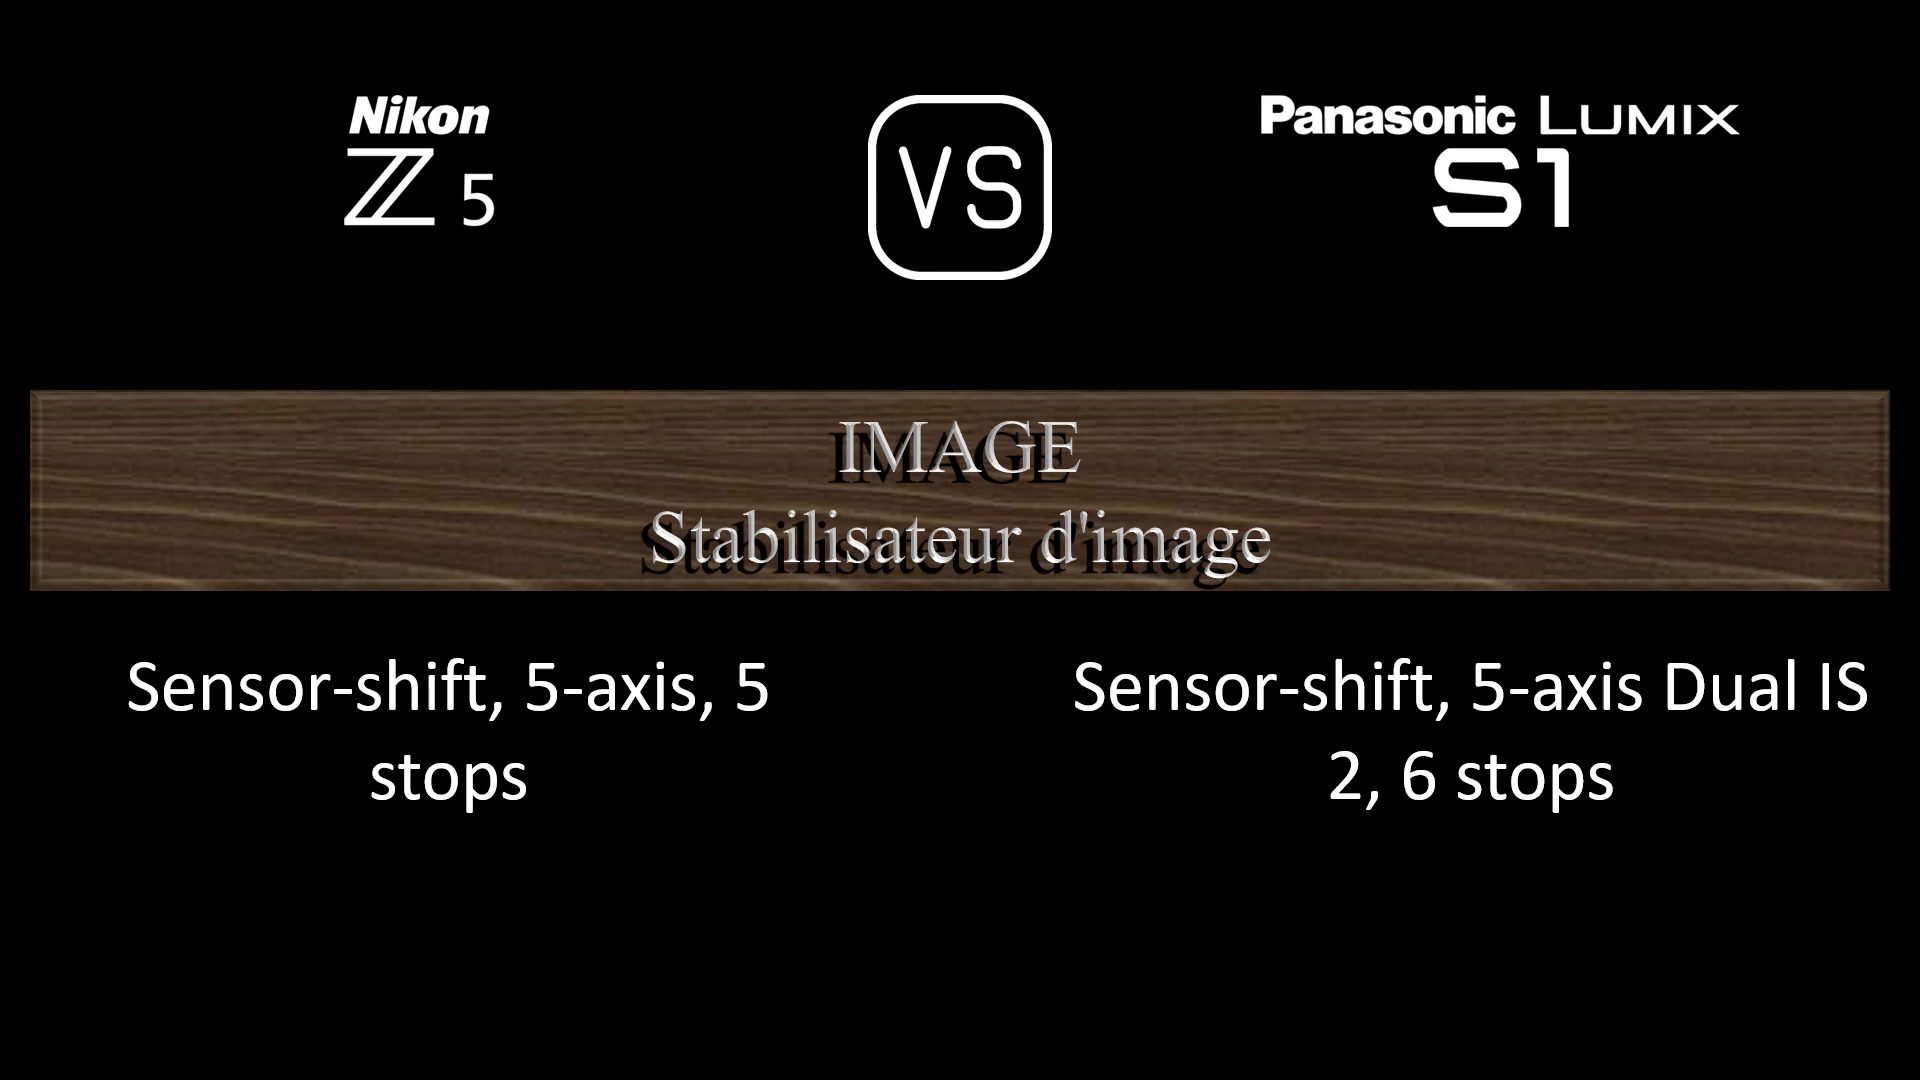 Nikon
Z 5
VS
Panasonic LUMIX
S1
IMAGE
Stabilisateur d'image
Sensor-shift, 5-axis, 5
stops
Sensor-shift, 5-axis Dual IS
2, 6 stops